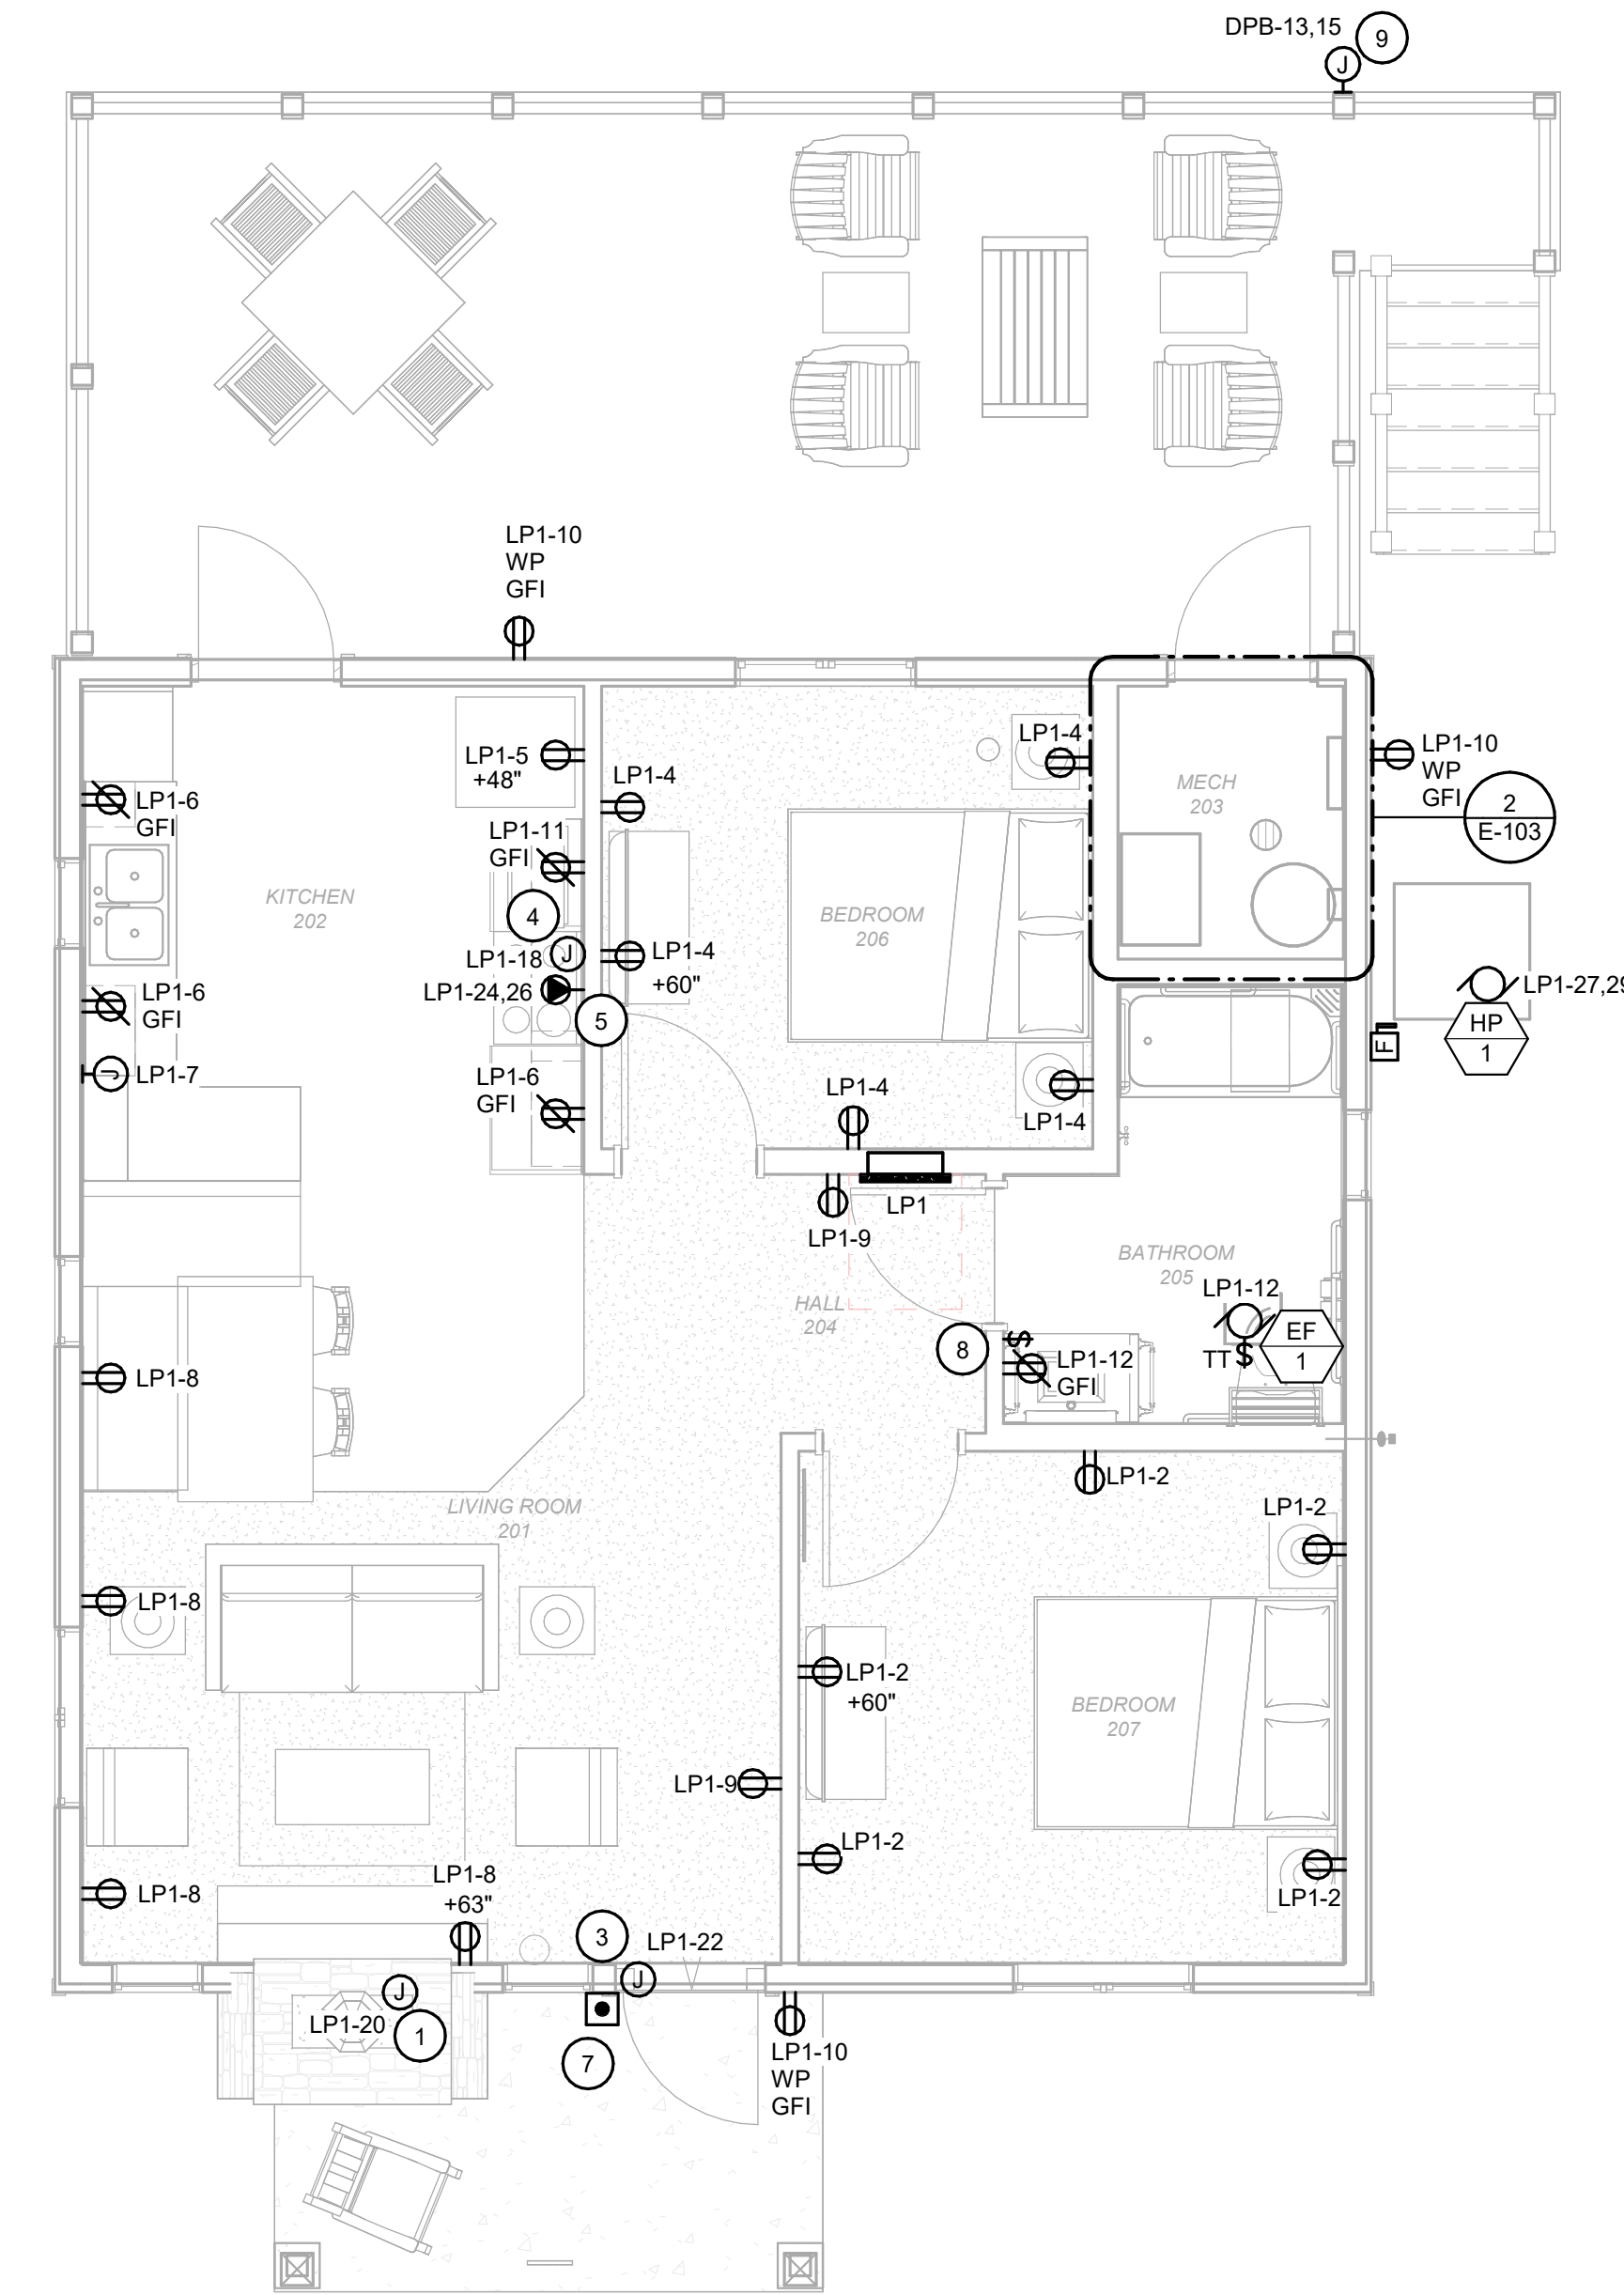 DPB-13,15
9
J
LP1-10
WP
GFI
LP1-5
+48"
LP1-4
LP1-4
MECH
203
LP1-10
WP
GFI
2
E-103
LP1-6
GFI
LP1-11
GFI
KITCHEN
202
4
BEDROOM
206
J
LP1-18
LP1-24,26
LP1-4
+60"
5
LP1-6
GFI
J
LP1-7
LP1-6
GFI
LP1-27,29
HP
1
F
LP1-4
LP1-4
LP1
LP1-9
BATHROOM
205
HALL
204
LP1-12
EF
1
TT $
8
$
LP1-12
GFI
LP1-8
LP1-2
LP1-2
LIVING ROOM
201
LP1-8
LP1-2
+60"
BEDROOM
207
LP1-9
LP1-2
LP1-8
+63"
LP1-8
LP1-2
3
LP1-22
J
J
LP1-20
1
7
LP1-10
WP
GFI